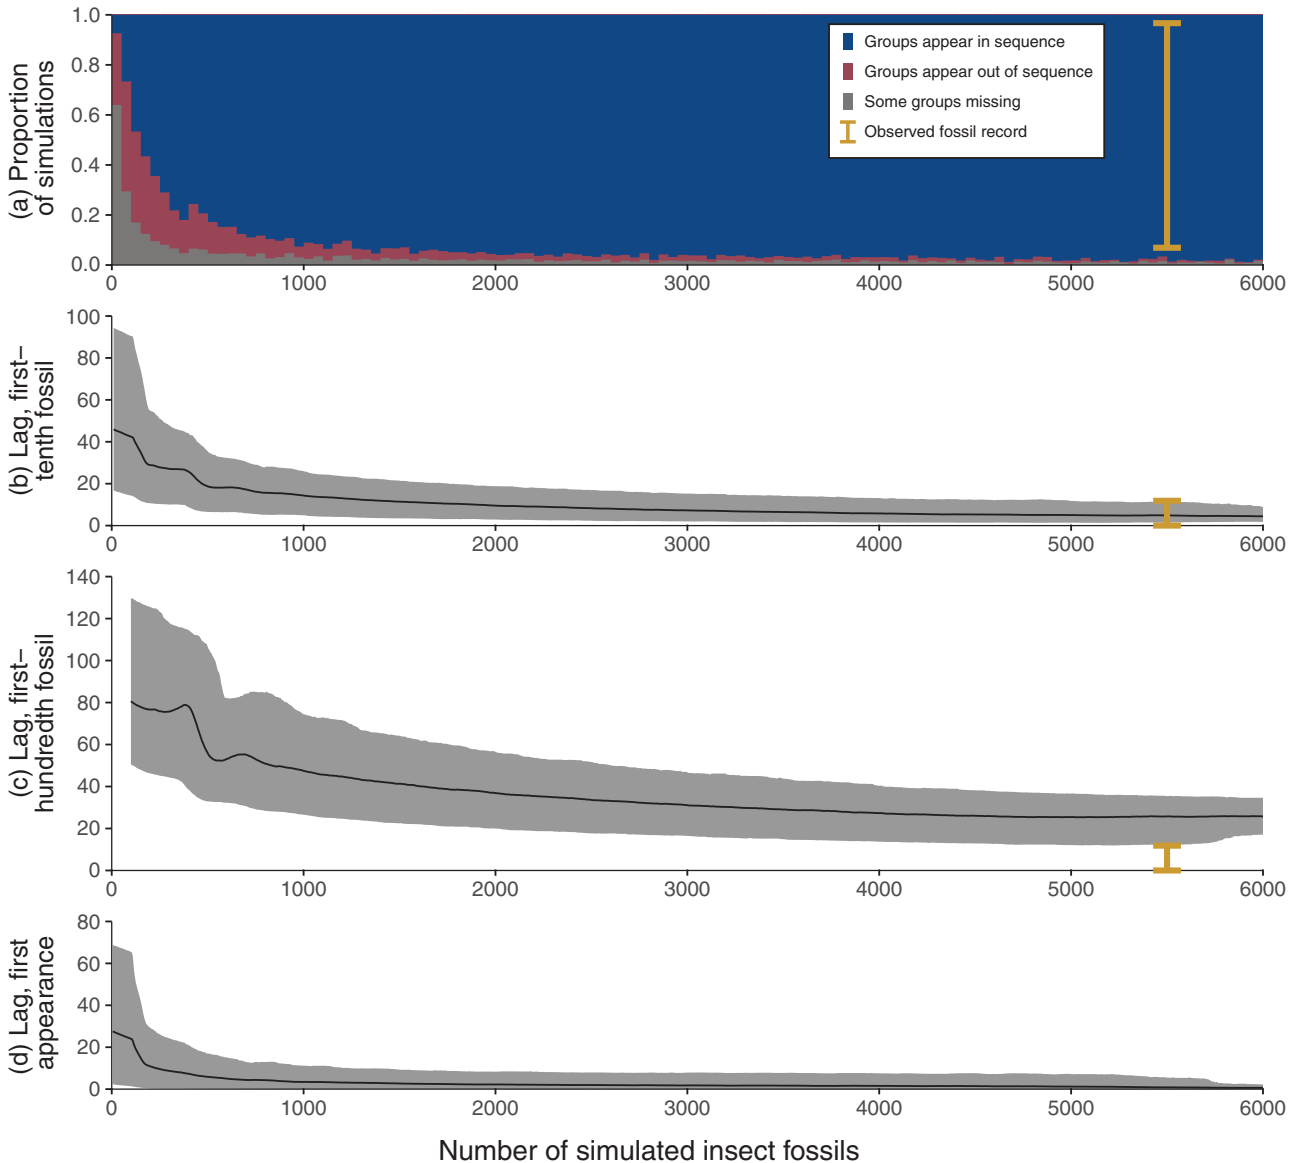 (a) Proportion
of simulations
1.0
0.8
0.6
0.4
0.2
0.0
Groups appear in sequence
Groups appear out of sequence
Some groups missing
Observed fossil record
0 1000 2000 3000 4000 5000 6000
(b) Lag, first–
tenth fossil
100
80
60
40
20
0
0 1000 2000 3000 4000 5000 6000
(c) Lag, first–
hundredth fossil
140
120
100
80
60
40
20
0
0 1000 2000 3000 4000 5000 6000
(d) Lag, first
appearance
80
60
40
20
0
0 1000 2000 3000 4000 5000 6000
Number of simulated insect fossils